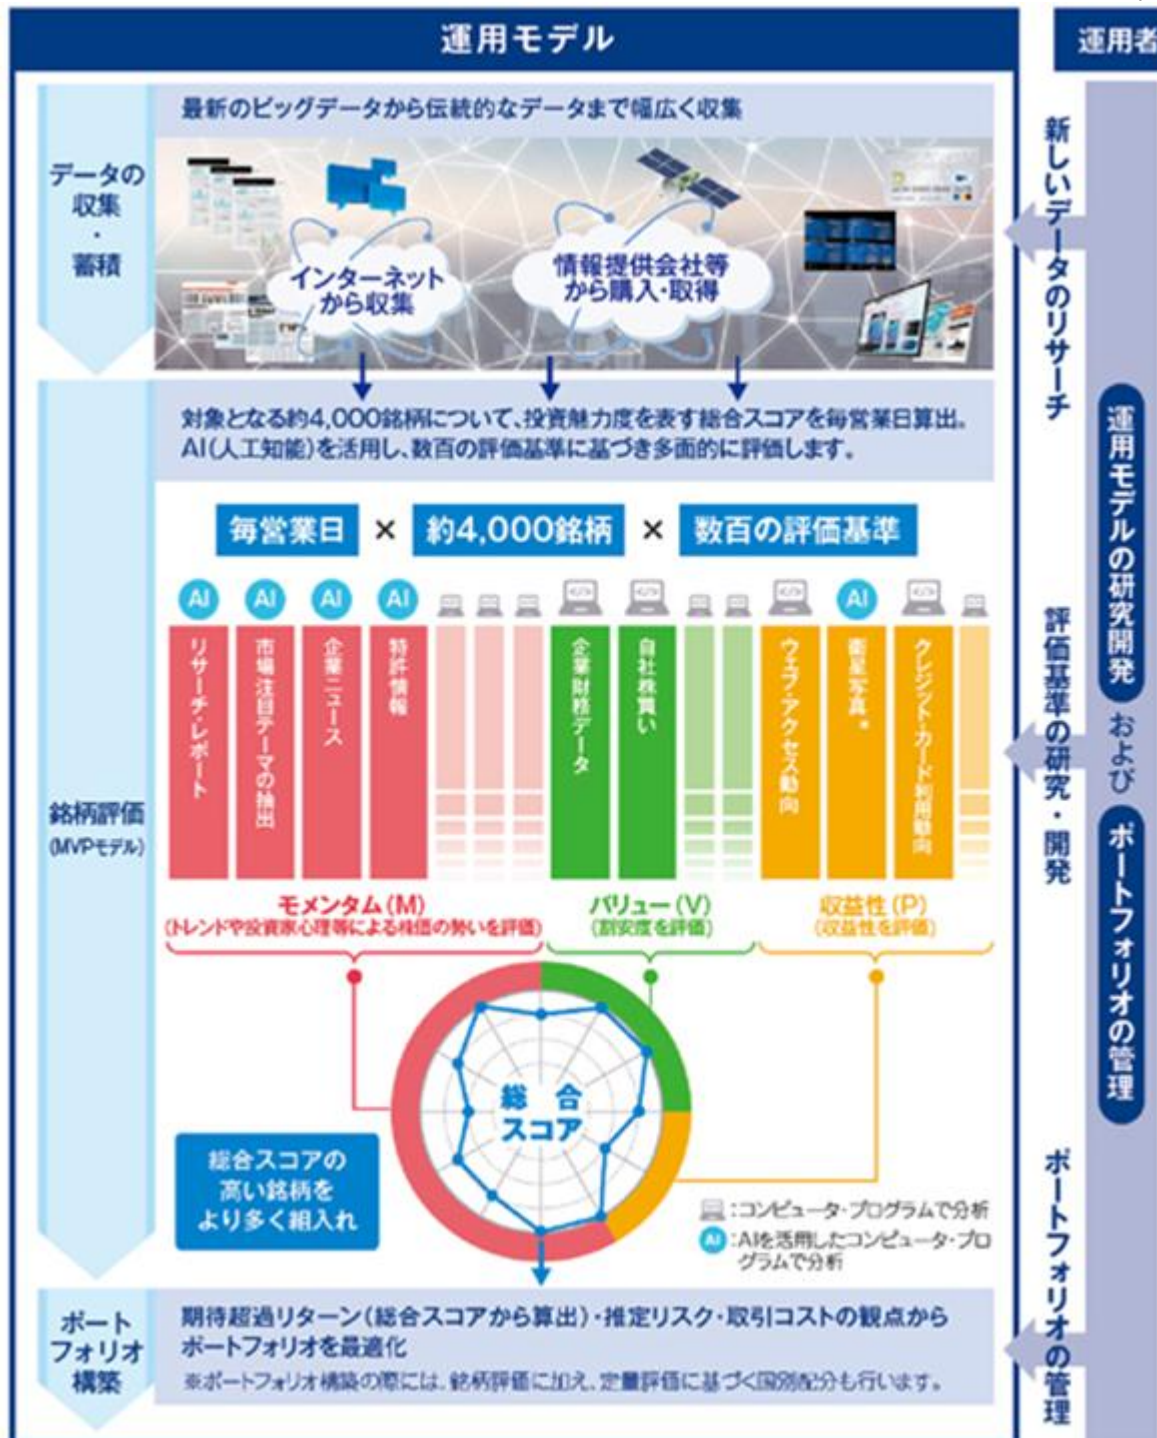 運用モデル
運用者
最新のビッグデータから伝統的なデータまで幅広く収集
データの
収集
・
蓄積
インターネット
から収集
情報提供会社等
から購入・取得
新しいデータのリサーチ
対象となる約4,000銘柄について、投資魅力度を表す総合スコアを毎営業日算出。
AI(人工知能)を活用し、数百の評価基準に基づき多面的に評価します。
毎営業日 × 約4,000銘柄 × 数百の評価基準
AI
AI
AI
AI
AI
リサーチ・レポート
市場注目テーマの抽出
企業ニュース
特許情報
企業財務データ
自社株買い
ウェブ・アクセス動向
衛星写真*
クレジット・カード利用動向
銘柄評価
(MVPモデル)
モメンタム(M)
(トレンドや投資家心理等による株価の勢いを評価)
バリュー(V)
(割安度を評価)
収益性(P)
(収益性を評価)
評価基準の研究・開発
運用モデルの研究開発
および
ポートフォリオの管理
総合
スコア
総合スコアの
高い銘柄を
より多く組入れ
:コンピュータ・プログラムで分析
AI :AIを活用したコンピュータ・プロ
グラムで分析
ポート
フォリオ
構築
期待超過リターン(総合スコアから算出)・推定リスク・取引コストの観点から
ポートフォリオを最適化
※ポートフォリオ構築の際には、銘柄評価に加え、定量評価に基づく国別配分も行います。
ポートフォリオの管理